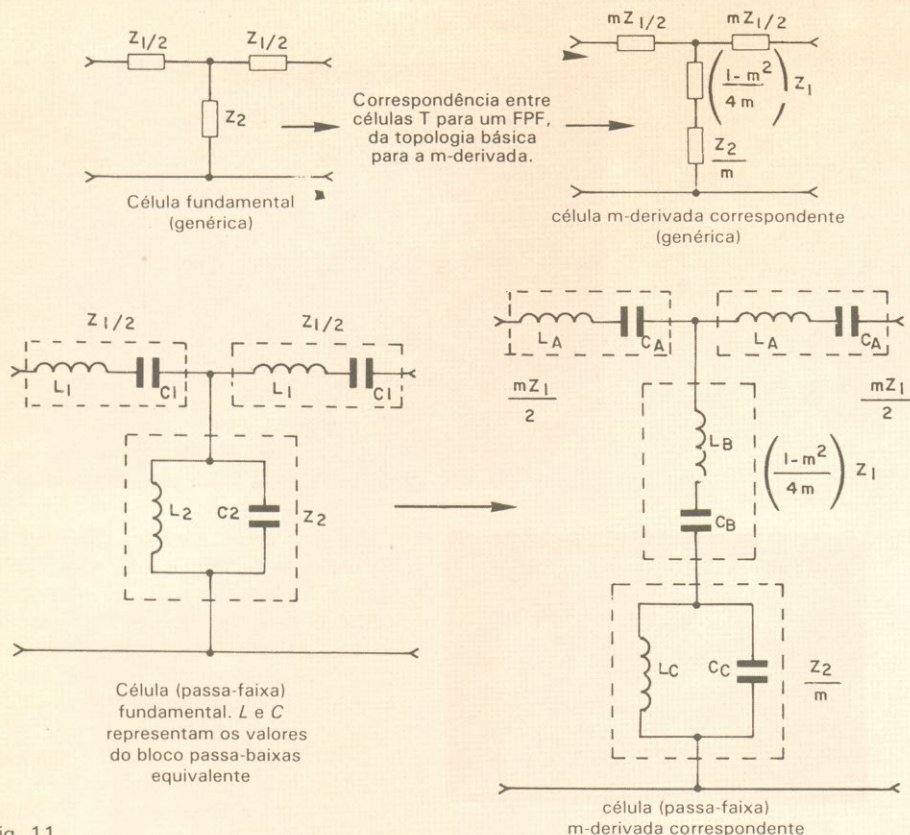 Z1/2
Z1/2
Z2
Célula fundamental
(genérica)
Correspondência entre
células T para um FPF,
da topologia básica
para a m-derivada.
mZ1/2
mZ1/2
(1-m²/4m) Z1
Z2/m
célula m-derivada correspondente
(genérica)
Z1/2
Z1/2
L1
C1
L1
C1
L2
C2
Z2
Célula (passa-faixa)
fundamental. L e C
representam os valores
do bloco passa-baixas
equivalente
LA
CA
LA
CA
mZ1/2
mZ1/2
LB
CB
(1-m²/4m) Z1
LC
CC
Z2/m
célula (passa-faixa)
m-derivada correspondente
11